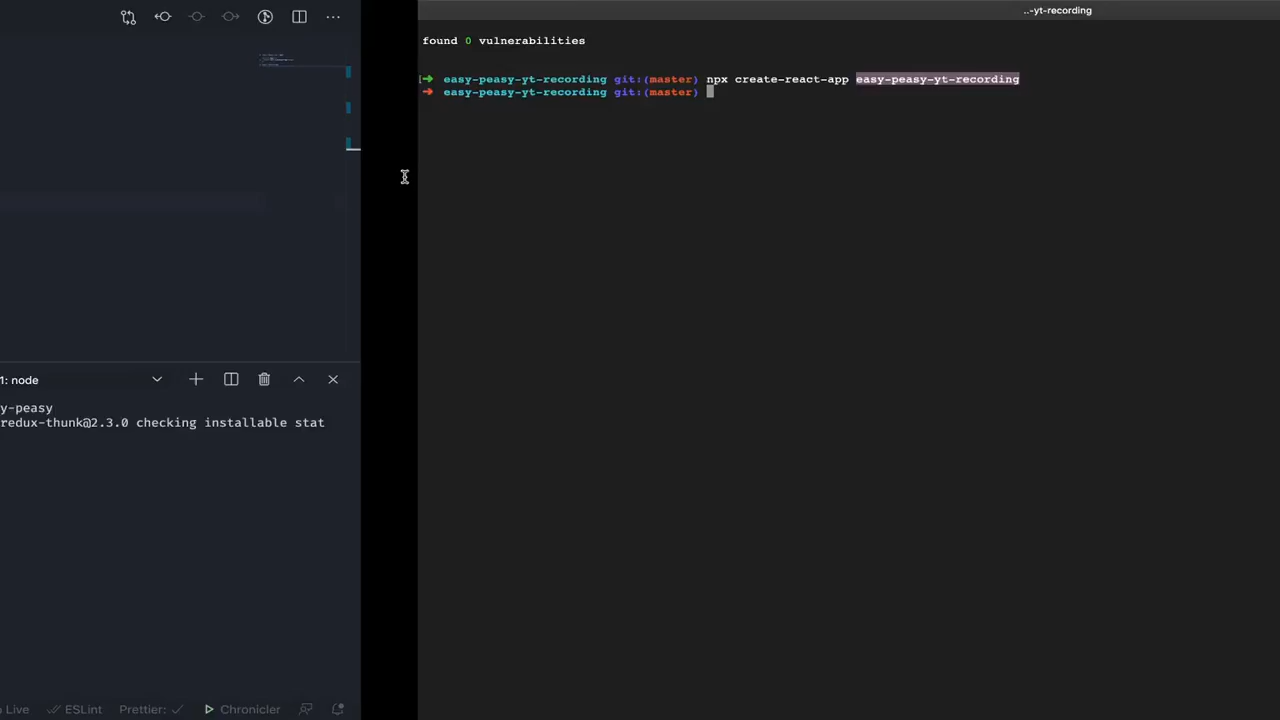 ..-yt-recording
found 0 vulnerabilities
➜ easy-peasy-yt-recording git:(master) npx create-react-app easy-peasy-yt-recording
➜ easy-peasy-yt-recording git:(master)
1: node
y-peasy
redux-thunk@2.3.0 checking installable stat
Live
ESLint
Prettier: ✓
Chronicler